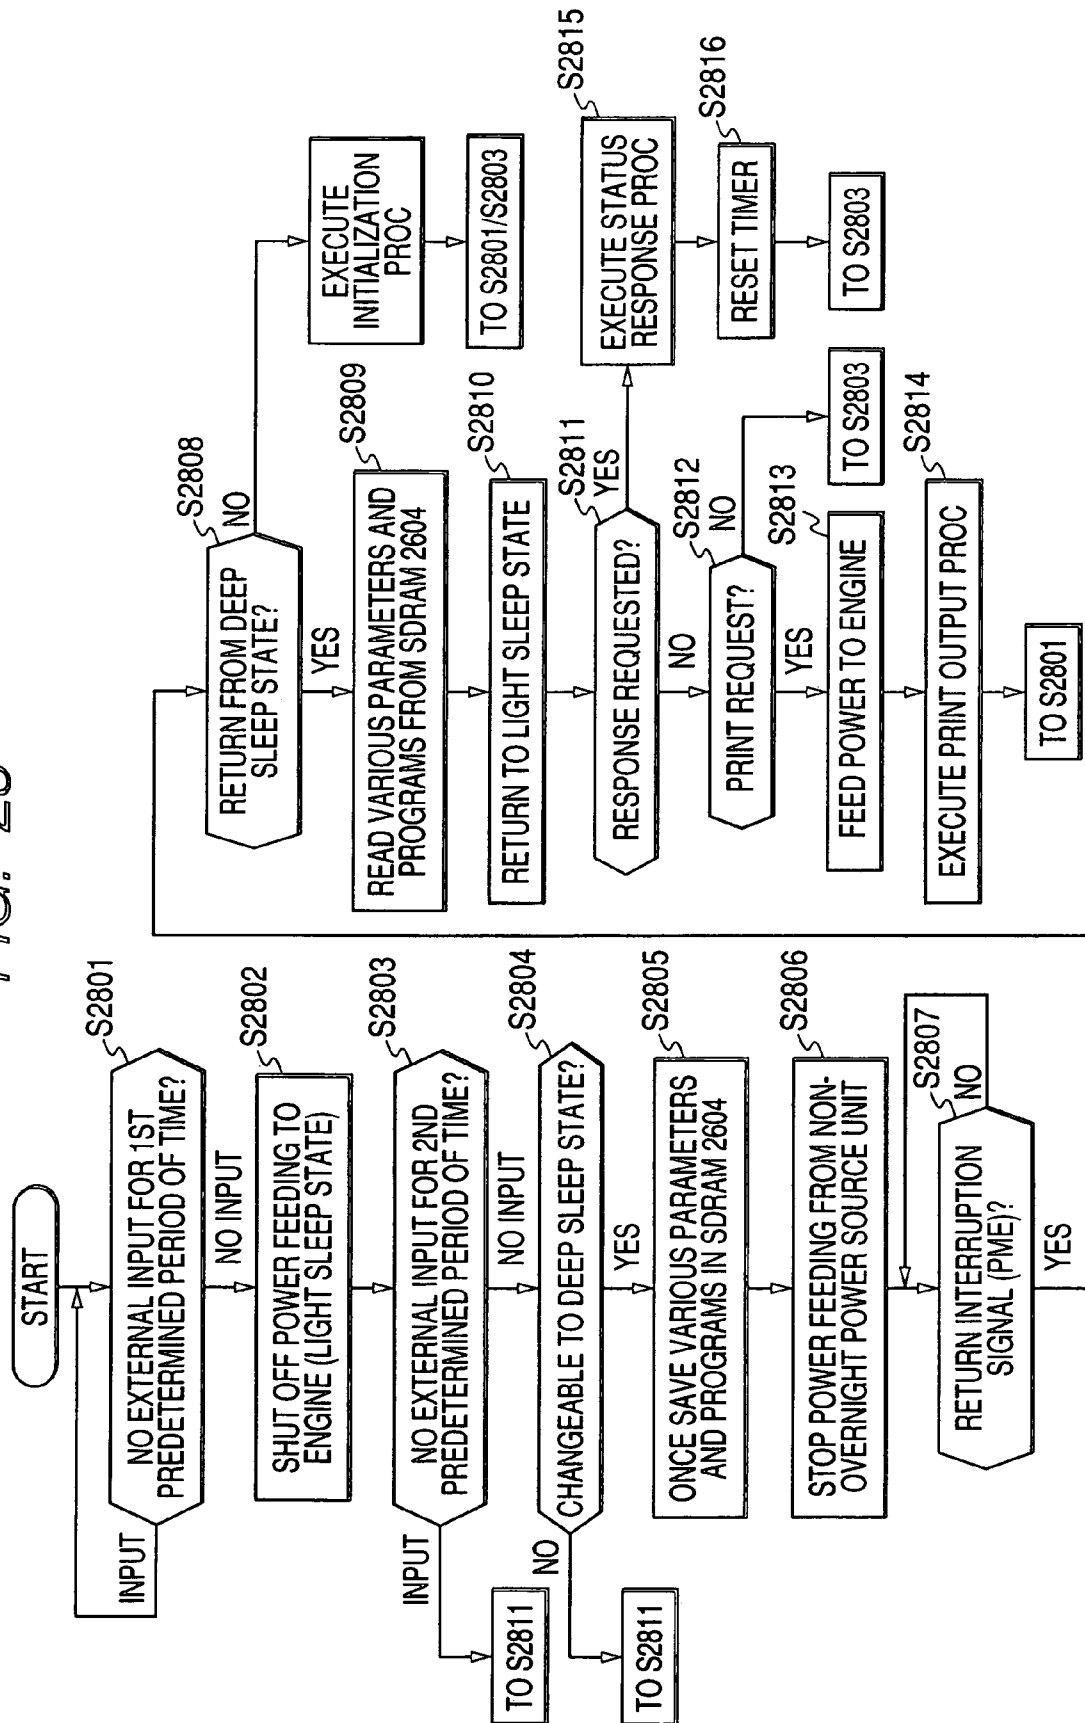 START
S2801
NO EXTERNAL INPUT FOR 1ST
PREDETERMINED PERIOD OF TIME?
INPUT
NO INPUT
S2802
SHUT OFF POWER FEEDING TO
ENGINE (LIGHT SLEEP STATE)
S2803
NO EXTERNAL INPUT FOR 2ND
PREDETERMINED PERIOD OF TIME?
INPUT
TO S2811
NO INPUT
S2804
CHANGEABLE TO DEEP SLEEP STATE?
NO
TO S2811
YES
S2805
ONCE SAVE VARIOUS PARAMETERS
AND PROGRAMS IN SDRAM 2604
S2806
STOP POWER FEEDING FROM NON-
OVERNIGHT POWER SOURCE UNIT
S2807
RETURN INTERRUPTION
SIGNAL (PME)?
NO
YES
S2808
RETURN FROM DEEP
SLEEP STATE?
NO
EXECUTE
INITIALIZATION
PROC
TO S2801/S2803
YES
S2809
READ VARIOUS PARAMETERS AND
PROGRAMS FROM SDRAM 2604
S2810
RETURN TO LIGHT SLEEP STATE
S2811
RESPONSE REQUESTED?
YES
S2815
EXECUTE STATUS
RESPONSE PROC
S2816
RESET TIMER
TO S2803
NO
S2812
PRINT REQUEST?
NO
TO S2803
YES
S2813
FEED POWER TO ENGINE
S2814
EXECUTE PRINT OUTPUT PROC
TO S2801